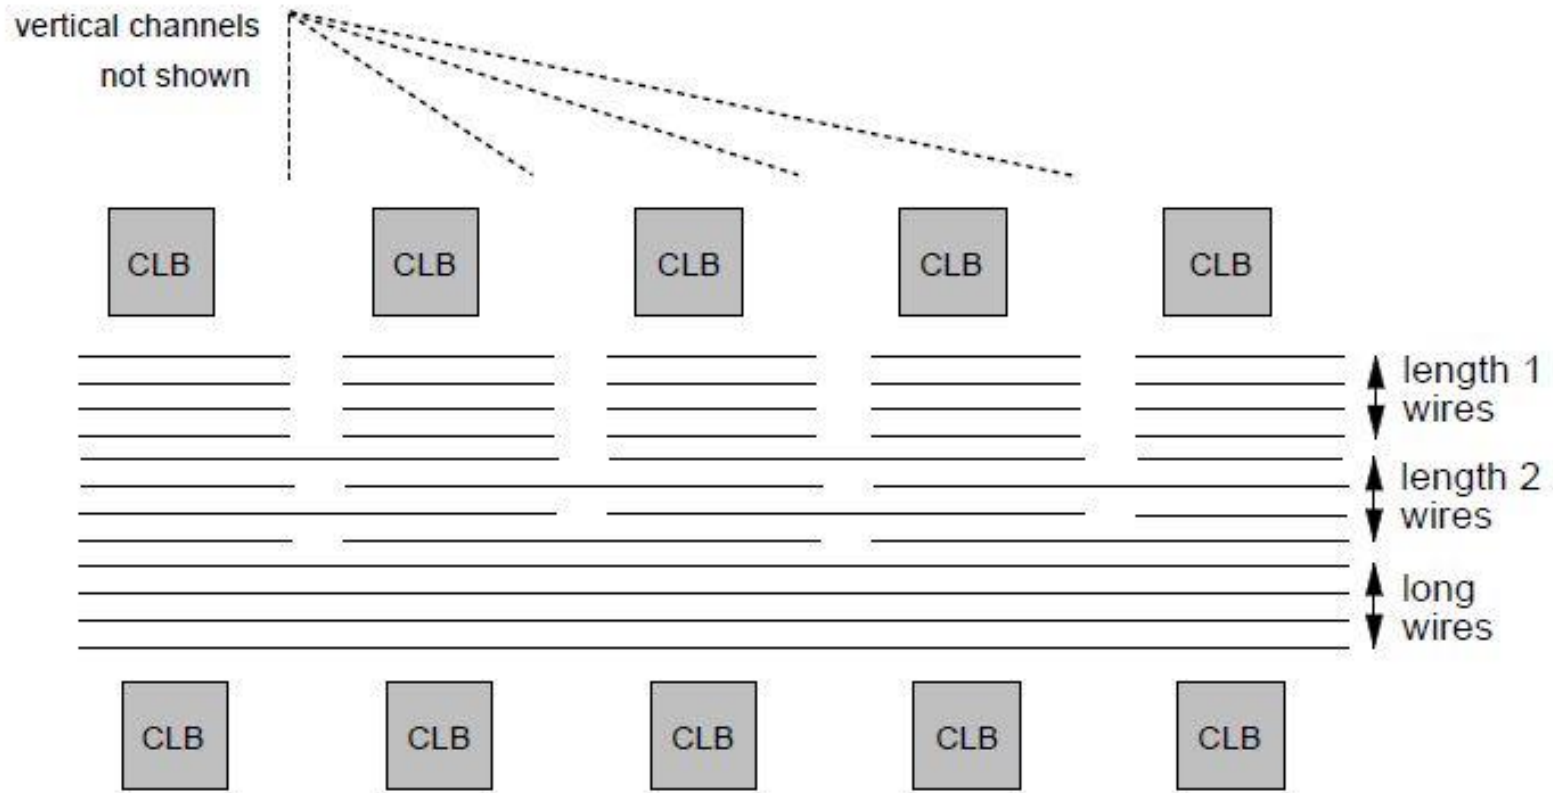 vertical channels
not shown
CLB CLB CLB CLB CLB
length 1
wires
length 2
wires
long
wires
CLB CLB CLB CLB CLB